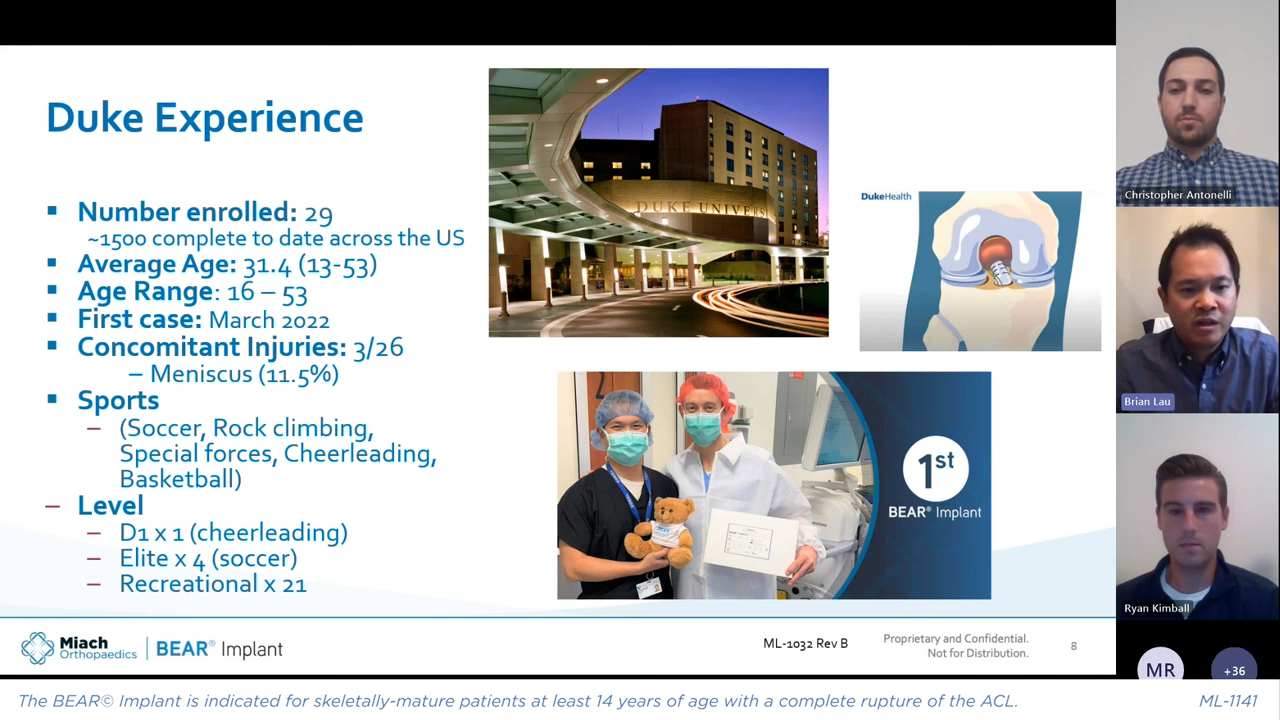 Duke Experience
Number enrolled: 29
~1500 complete to date across the US
Average Age: 31.4 (13-53)
Age Range: 16 – 53
First case: March 2022
Concomitant Injuries: 3/26
– Meniscus (11.5%)
Sports
– (Soccer, Rock climbing,
Special forces, Cheerleading,
Basketball)
– Level
– D1 x 1 (cheerleading)
– Elite x 4 (soccer)
– Recreational x 21
DUKE UNIVERS
DukeHealth
1st
BEAR® Implant
Miach
Orthopaedics
BEAR® Implant
ML-1032 Rev B
Proprietary and Confidential.
Not for Distribution.
8
Christopher Antonelli
Brian Lau
Ryan Kimball
MR
+36
The BEAR© Implant is indicated for skeletally-mature patients at least 14 years of age with a complete rupture of the ACL.
ML-1141